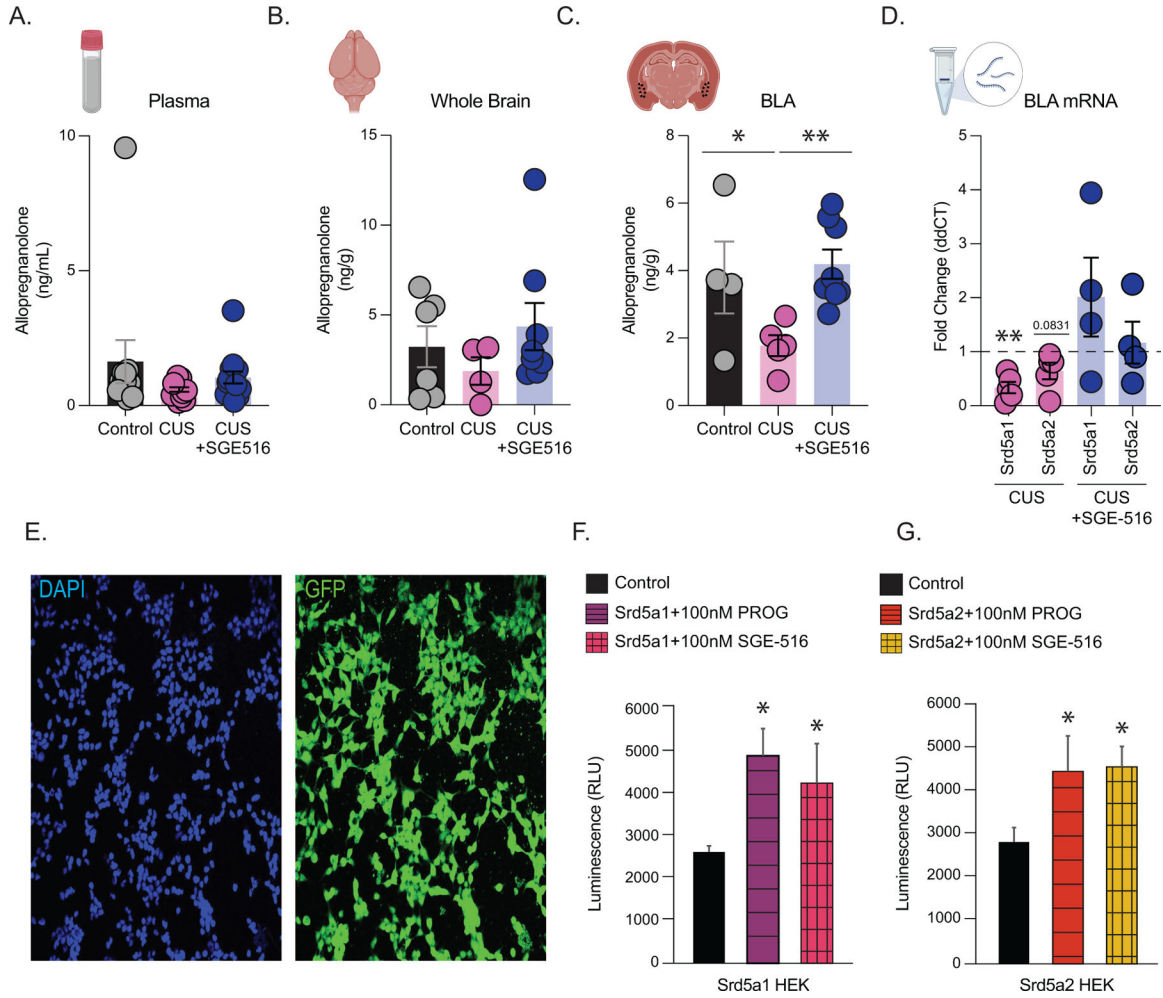 A.
Plasma
Allopregnanolone
(ng/mL)
10
5
0
Control
CUS
CUS
+SGE516
B.
Whole Brain
Allopregnanolone
(ng/g)
15
10
5
0
Control
CUS
CUS
+SGE516
C.
BLA
Allopregnanolone
(ng/g)
8
6
4
2
0
*
**
Control
CUS
CUS
+SGE516
D.
BLA mRNA
Fold Change (ddCT)
5
4
3
2
1
0
**
0.0831
Srd5a1
Srd5a2
Srd5a1
Srd5a2
CUS
CUS
+SGE-516
E.
DAPI
GFP
F.
Control
Srd5a1+100nM PROG
Srd5a1+100nM SGE-516
Luminescence (RLU)
6000
5000
4000
3000
2000
1000
0
*
*
Srd5a1 HEK
G.
Control
Srd5a2+100nM PROG
Srd5a2+100nM SGE-516
Luminescence (RLU)
6000
5000
4000
3000
2000
1000
0
*
*
Srd5a2 HEK